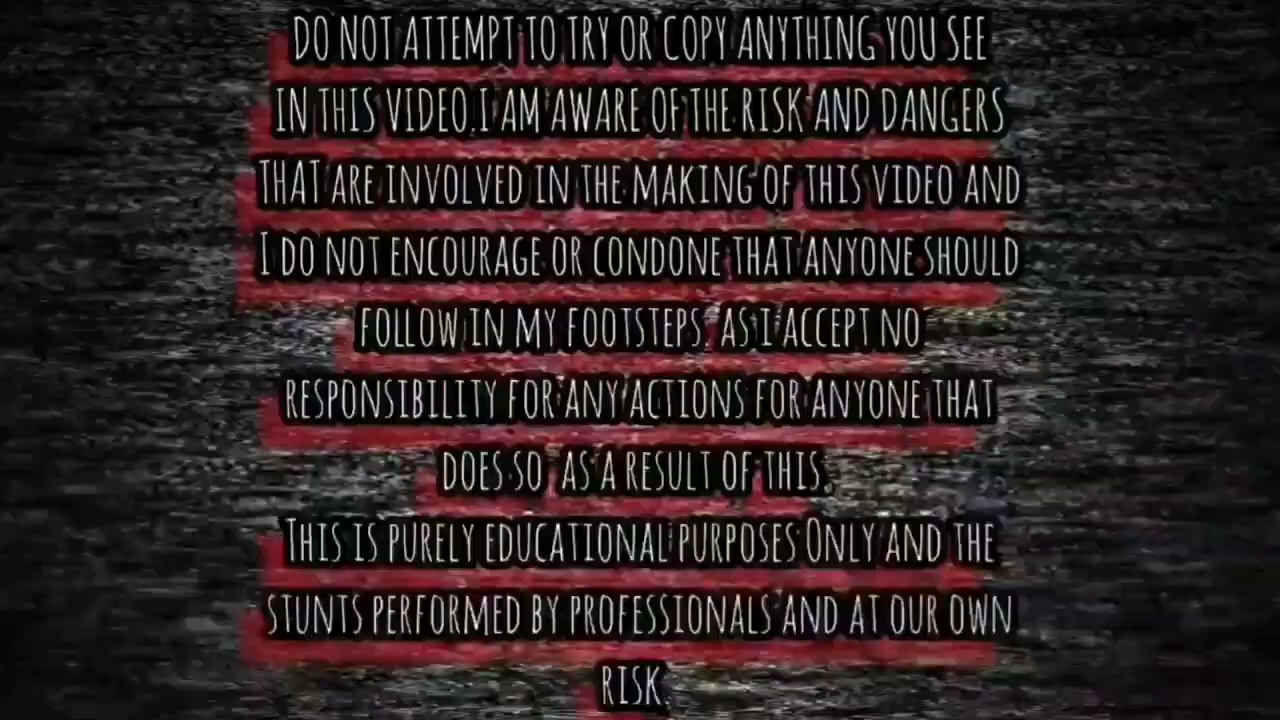 DO NOT ATTEMPT TO TRY OR COPY ANYTHING YOU SEE
IN THIS VIDEO.I AM AWARE OF THE RISK AND DANGERS
THAT ARE INVOLVED IN THE MAKING OF THIS VIDEO AND
I DO NOT ENCOURAGE OR CONDONE THAT ANYONE SHOULD
FOLLOW IN MY FOOTSTEPS. AS I ACCEPT NO
RESPONSIBILITY FOR ANY ACTIONS FOR ANYONE THAT
DOES SO AS A RESULT OF THIS.
THIS IS PURELY EDUCATIONAL PURPOSES ONLY AND THE
STUNTS PERFORMED BY PROFESSIONALS AND AT OUR OWN
RISK.